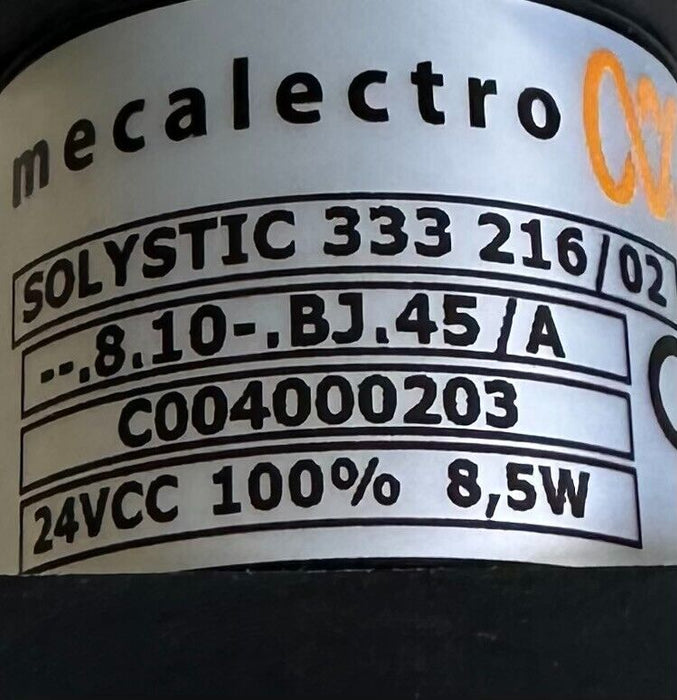 mecalectro
SOLYSTIC 333 216/02
--.8.10-.BJ.45/A
C004000203
24VCC 100% 8,5W